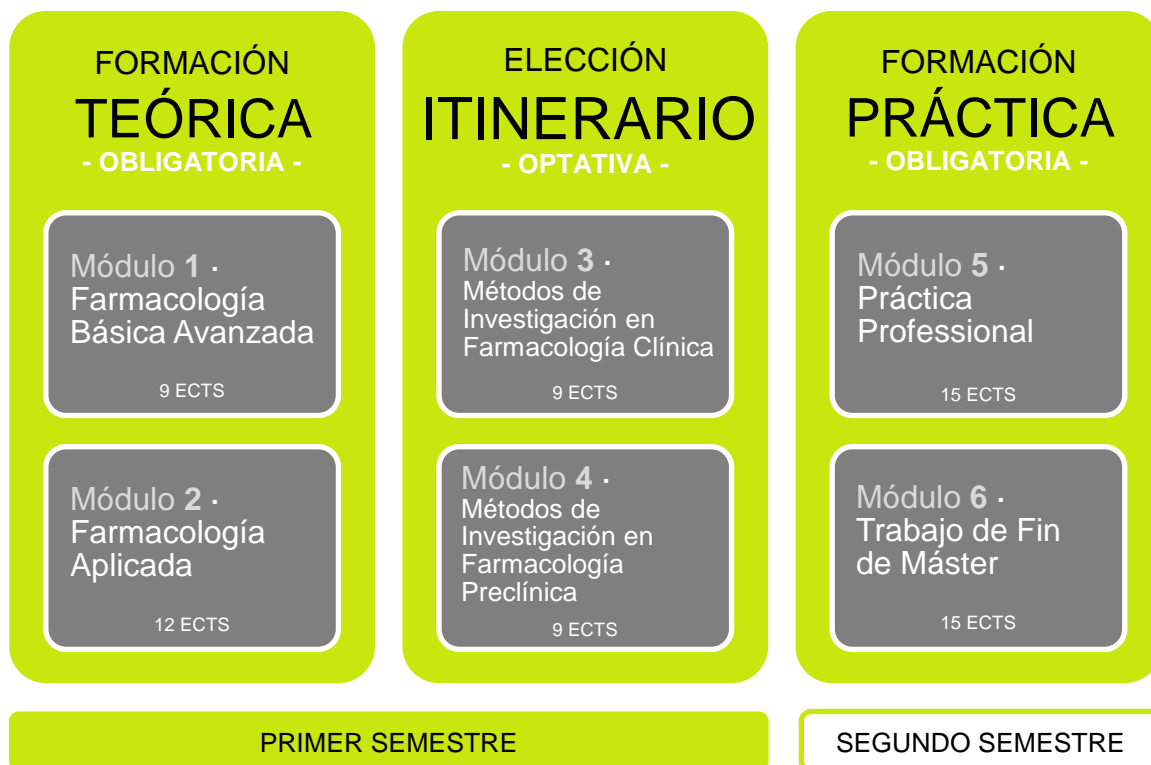 FORMACIÓN
TEÓRICA
- OBLIGATORIA -
Módulo 1 ·
Farmacología
Básica Avanzada
9 ECTS
Módulo 2 ·
Farmacología
Aplicada
12 ECTS
ELECCIÓN
ITINERARIO
- OPTATIVA -
Módulo 3 ·
Métodos de
Investigación en
Farmacología Clínica
9 ECTS
Módulo 4 ·
Métodos de
Investigación en
Farmacología
Preclínica
9 ECTS
FORMACIÓN
PRÁCTICA
- OBLIGATORIA -
Módulo 5 ·
Práctica
Professional
15 ECTS
Módulo 6 ·
Trabajo de Fin
de Máster
15 ECTS
PRIMER SEMESTRE
SEGUNDO SEMESTRE